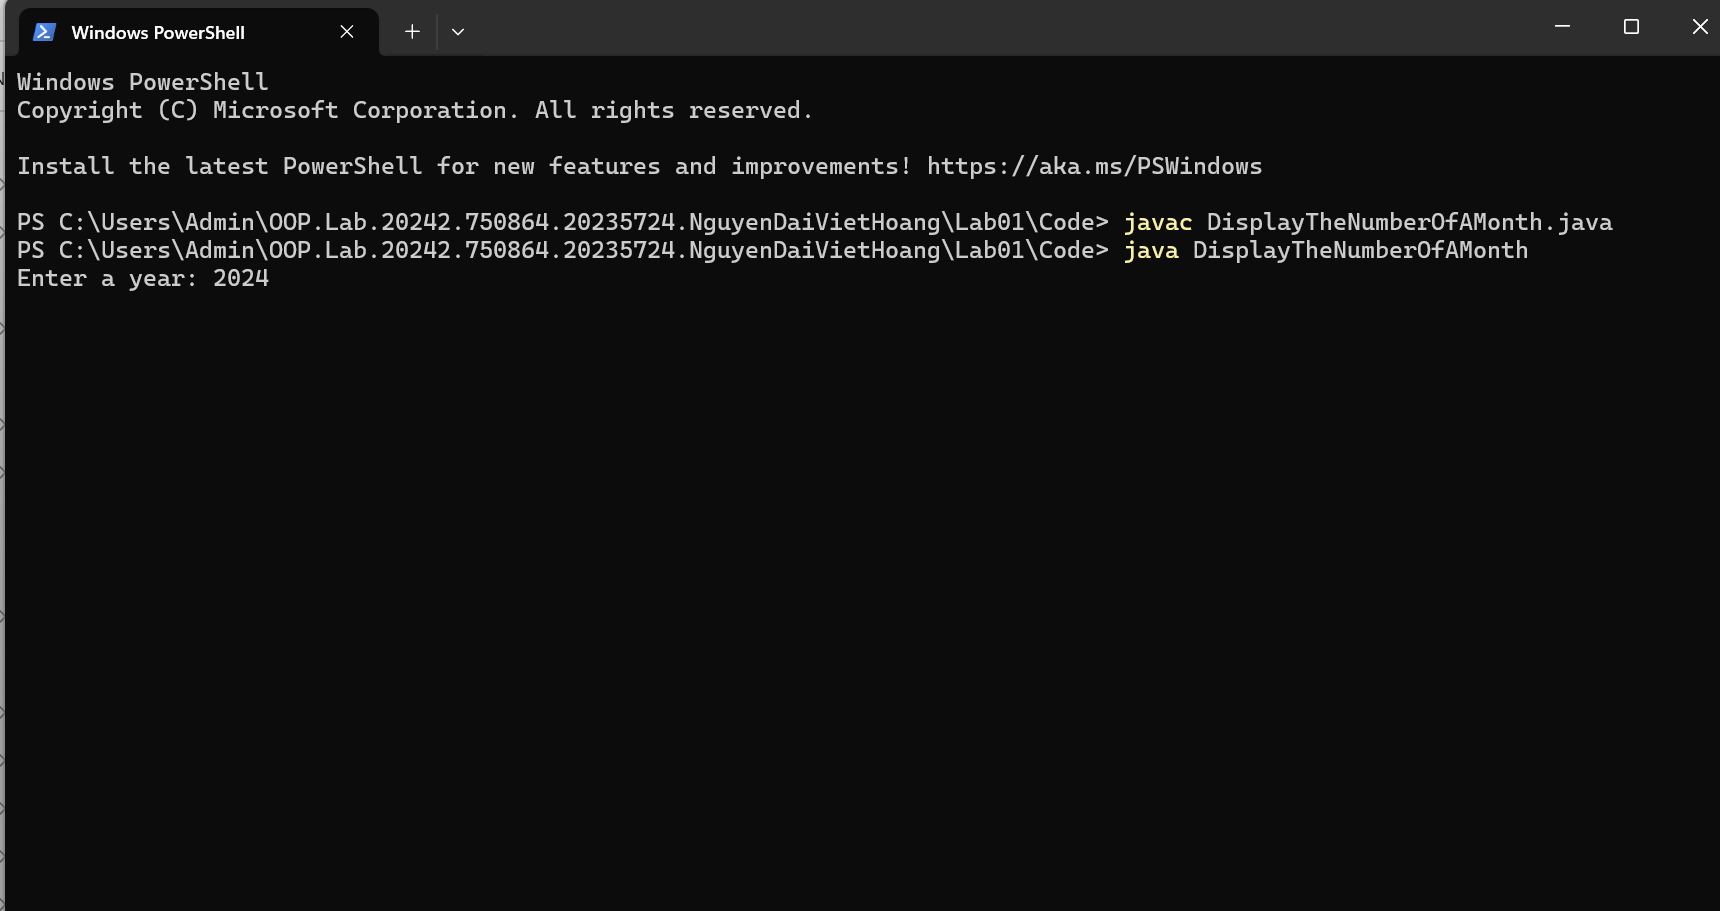 Windows PowerShell
Windows PowerShell
Copyright (C) Microsoft Corporation. All rights reserved.
Install the latest PowerShell for new features and improvements! https://aka.ms/PSWindows
PS C:\Users\Admin\OOP.Lab.20242.750864.20235724.NguyenDaiVietHoang\Lab01\Code> javac DisplayTheNumberOfAMonth.java
PS C:\Users\Admin\OOP.Lab.20242.750864.20235724.NguyenDaiVietHoang\Lab01\Code> java DisplayTheNumberOfAMonth
Enter a year: 2024